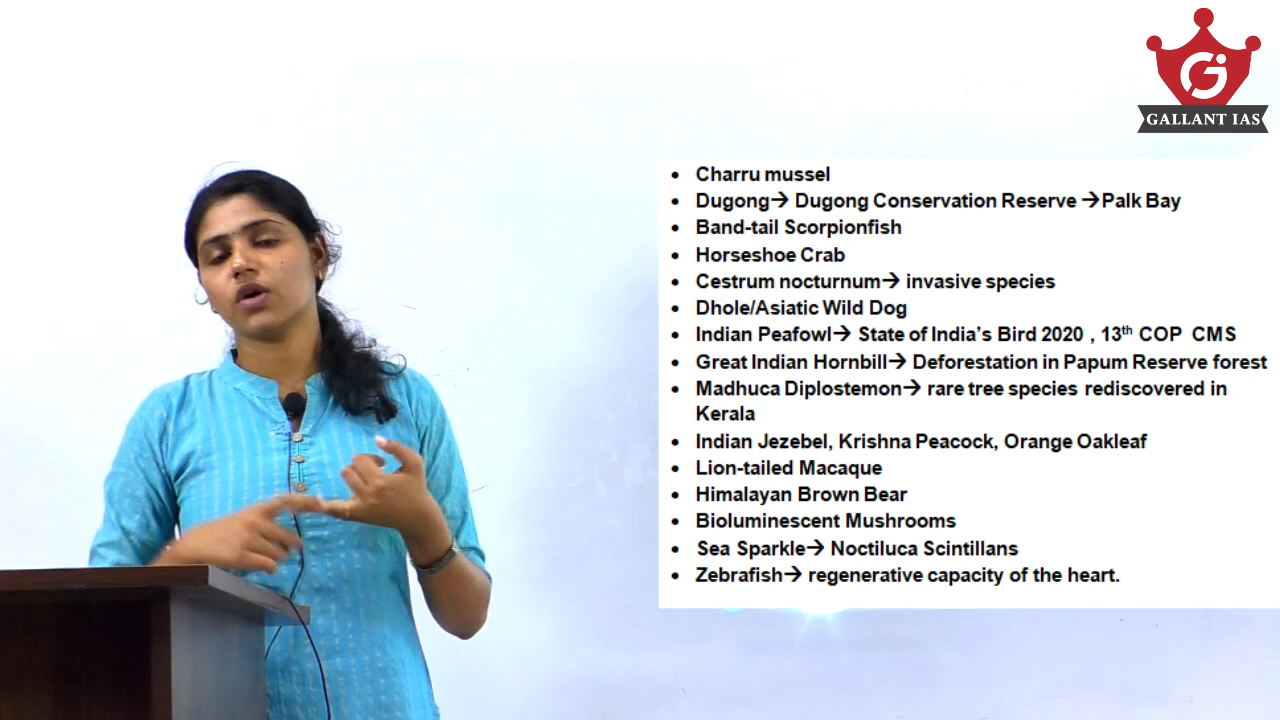 GALLANT IAS
• Charru mussel
• Dugong→ Dugong Conservation Reserve →Palk Bay
• Band-tail Scorpionfish
• Horseshoe Crab
• Cestrum nocturnum→ invasive species
• Dhole/Asiatic Wild Dog
• Indian Peafowl→ State of India's Bird 2020 , 13th COP CMS
• Great Indian Hornbill→ Deforestation in Papum Reserve forest
• Madhuca Diplostemon→ rare tree species rediscovered in
Kerala
• Indian Jezebel, Krishna Peacock, Orange Oakleaf
• Lion-tailed Macaque
• Himalayan Brown Bear
• Bioluminescent Mushrooms
• Sea Sparkle→ Noctiluca Scintillans
• Zebrafish→ regenerative capacity of the heart.